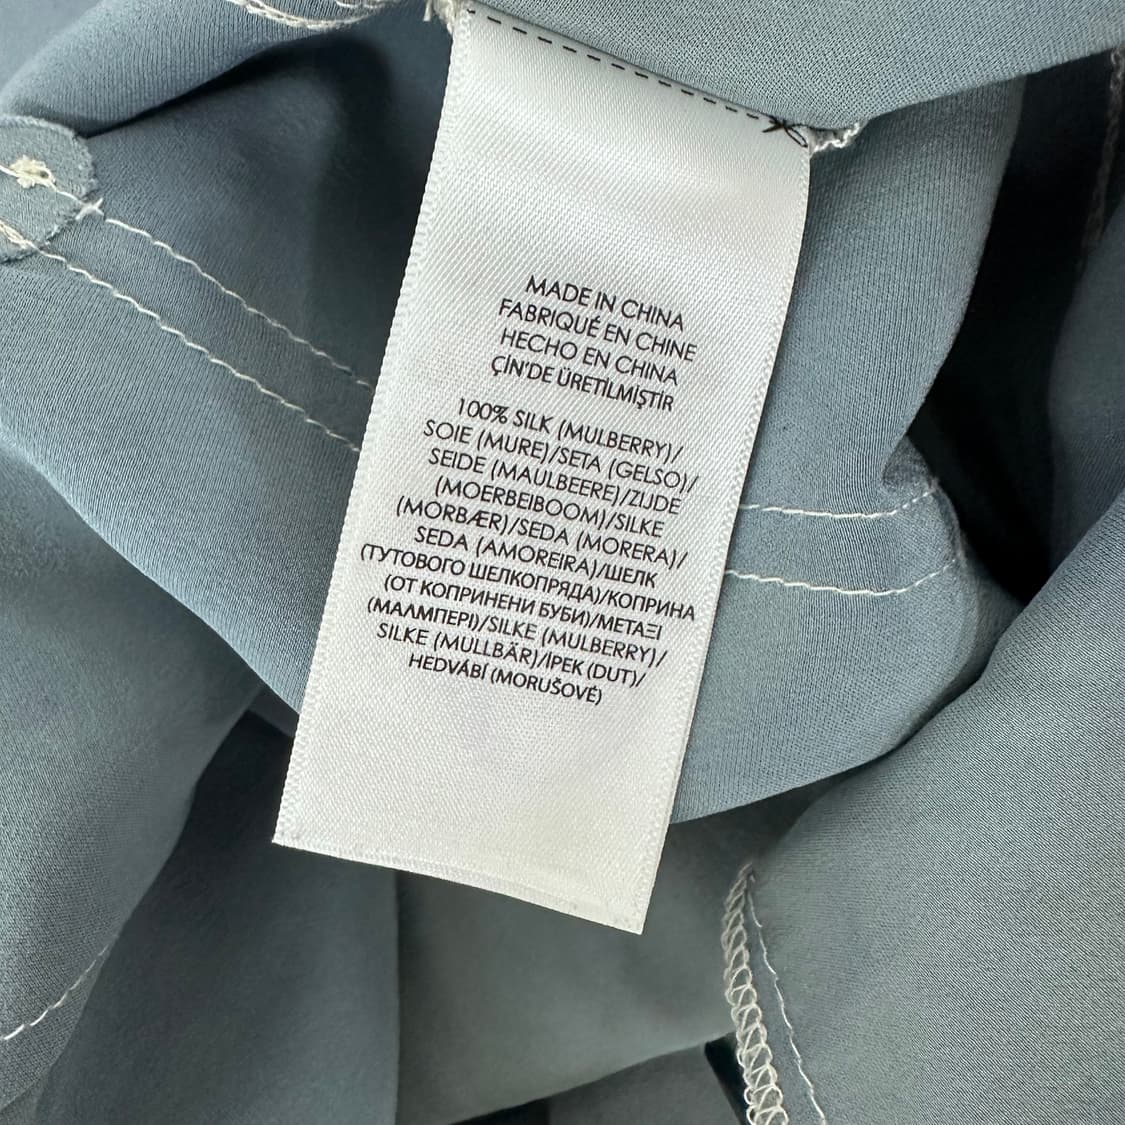 MADE IN CHINA
FABRIQUÉ EN CHINE
HECHO EN CHINA
ÇİN'DE ÜRETİLMİŞTİR
100% SILK (MULBERRY)/
SOIE (MURE)/SETA (GELSO)/
SEIDE (MAULBEERE)/ZIJDE
(MOERBEIBOOM)/SILKE
(MORBÆR)/SEDA (MORERA)/
SEDA (AMOREIRA)/ШЕЛК
(ТУТОВОГО ШЕЛКОПРЯДА)/КОПРИНА
(ОТ КОПРИНЕНИ БУБИ)/ΜΕΤΑΞΙ
(ΜΑΛΜΠΕΡΙ)/SILKE (MULBERRY)/
SILKE (MULLBÄR)/İPEK (DUT)/
HEDVÁBÍ (MORUŠOVÉ)